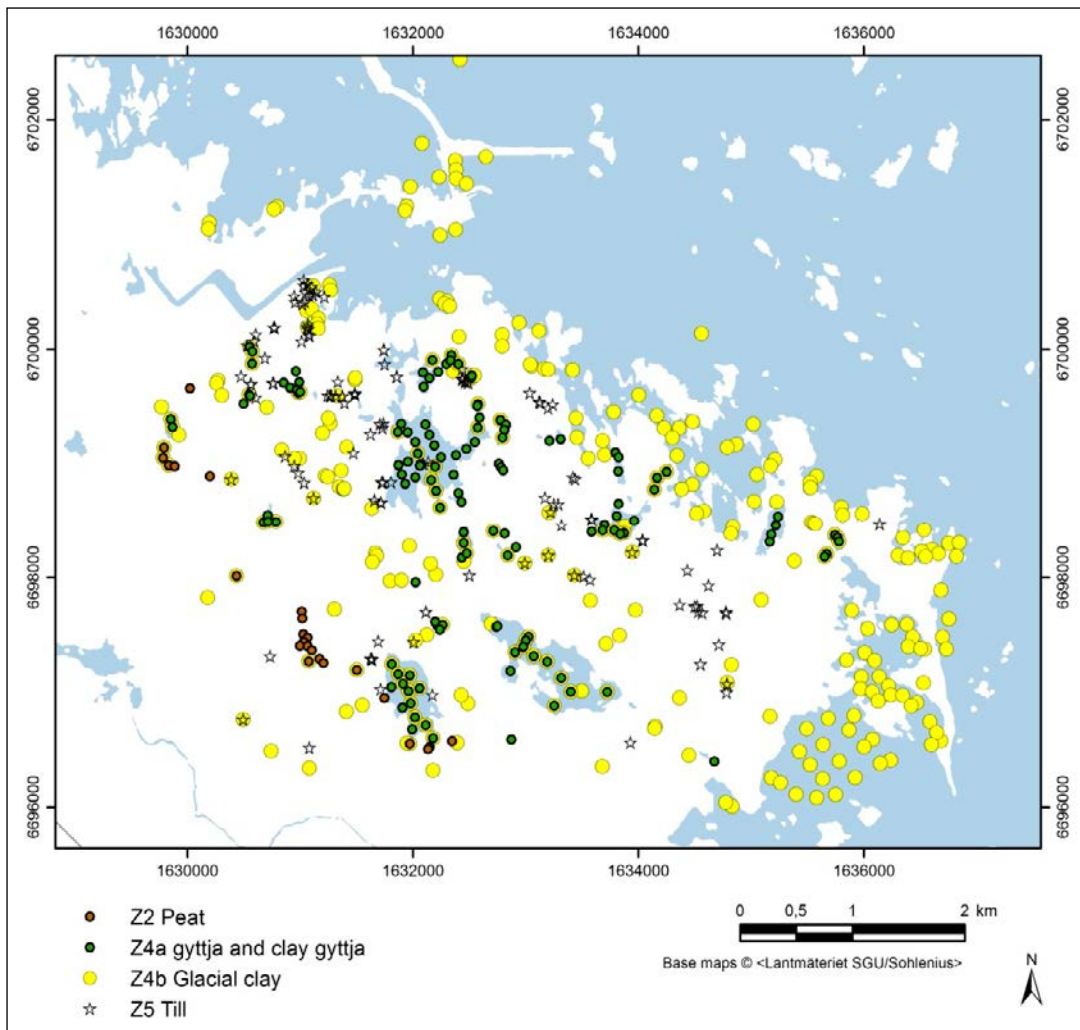 1630000 1632000 1634000 1636000
6702000 6702000
6700000 6700000
6698000 6698000
6696000 6696000
1630000 1632000 1634000 1636000
Z2 Peat
Z4a gyttja and clay gyttja
Z4b Glacial clay
Z5 Till
0 0,5 1 2 km
Base maps © <Lantmäteriet SGU/Sohlenius>
N